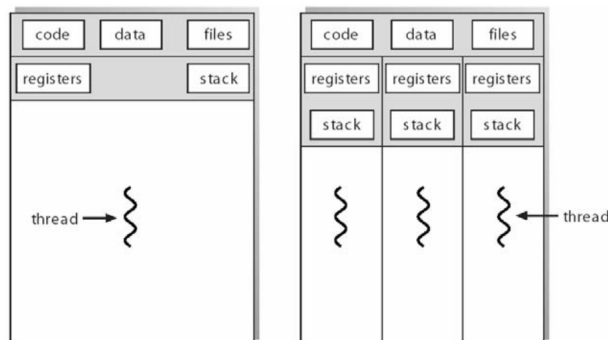 code data files
registers stack
thread
code data files
registers registers registers
stack stack stack
thread